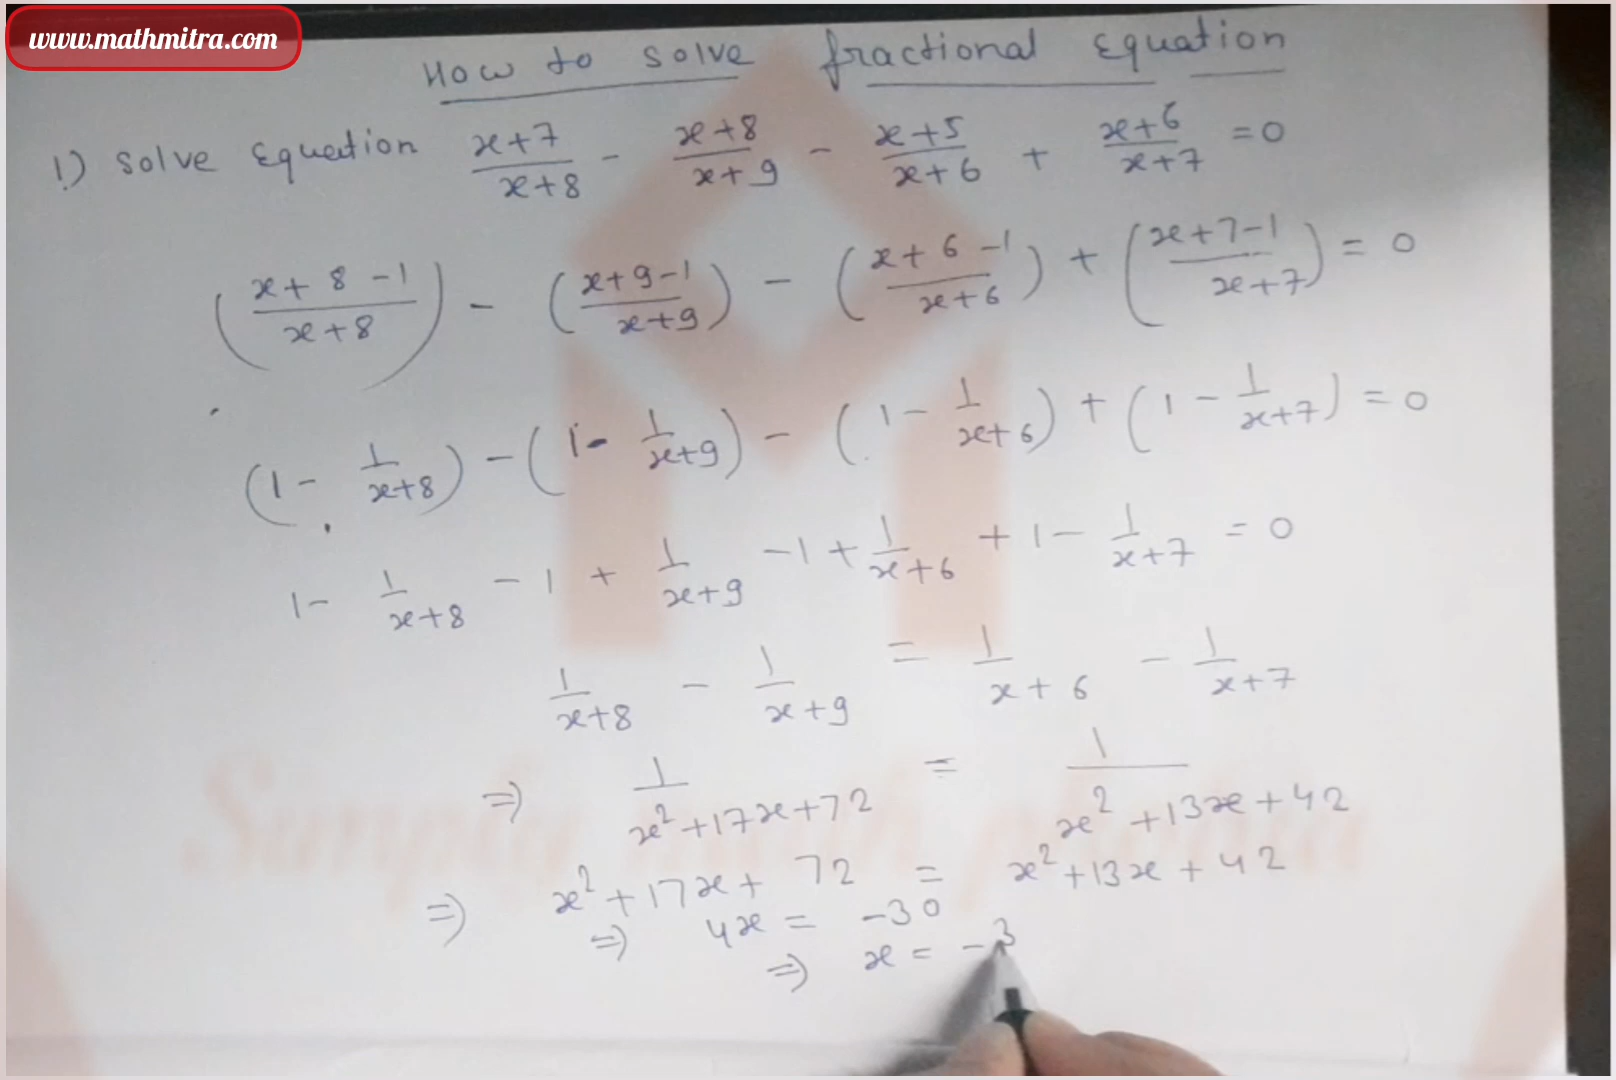 www.mathmitra.com
How to solve fractional Equation
1.) solve Equation (x+7)/(x+8) - (x+8)/(x+9) - (x+5)/(x+6) + (x+6)/(x+7) = 0
((x+8-1)/(x+8)) - ((x+9-1)/(x+9)) - ((x+6-1)/(x+6)) + ((x+7-1)/(x+7)) = 0
(1 - 1/(x+8)) - (1 - 1/(x+9)) - (1 - 1/(x+6)) + (1 - 1/(x+7)) = 0
1 - 1/(x+8) - 1 + 1/(x+9) - 1 + 1/(x+6) + 1 - 1/(x+7) = 0
1/(x+8) - 1/(x+9) = 1/(x+6) - 1/(x+7)
⇒ 1/(x²+17x+72) = 1/(x²+13x+42)
⇒ x²+17x+72 = x²+13x+42
⇒ 4x = -30
⇒ x = -3